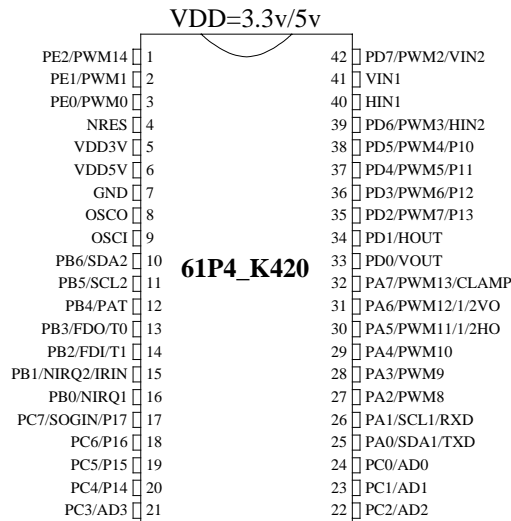 VDD=3.3v/5v
PE2/PWM14 1 42 PD7/PWM2/VIN2
PE1/PWM1 2 41 VIN1
PE0/PWM0 3 40 HIN1
NRES 4 39 PD6/PWM3/HIN2
VDD3V 5 38 PD5/PWM4/P10
VDD5V 6 37 PD4/PWM5/P11
GND 7 36 PD3/PWM6/P12
OSCO 8 35 PD2/PWM7/P13
OSCI 9 34 PD1/HOUT
PB6/SDA2 10 61P4_K420 33 PD0/VOUT
PB5/SCL2 11 32 PA7/PWM13/CLAMP
PB4/PAT 12 31 PA6/PWM12/1/2VO
PB3/FDO/T0 13 30 PA5/PWM11/1/2HO
PB2/FDI/T1 14 29 PA4/PWM10
PB1/NIRQ2/IRIN 15 28 PA3/PWM9
PB0/NIRQ1 16 27 PA2/PWM8
PC7/SOGIN/P17 17 26 PA1/SCL1/RXD
PC6/P16 18 25 PA0/SDA1/TXD
PC5/P15 19 24 PC0/AD0
PC4/P14 20 23 PC1/AD1
PC3/AD3 21 22 PC2/AD2